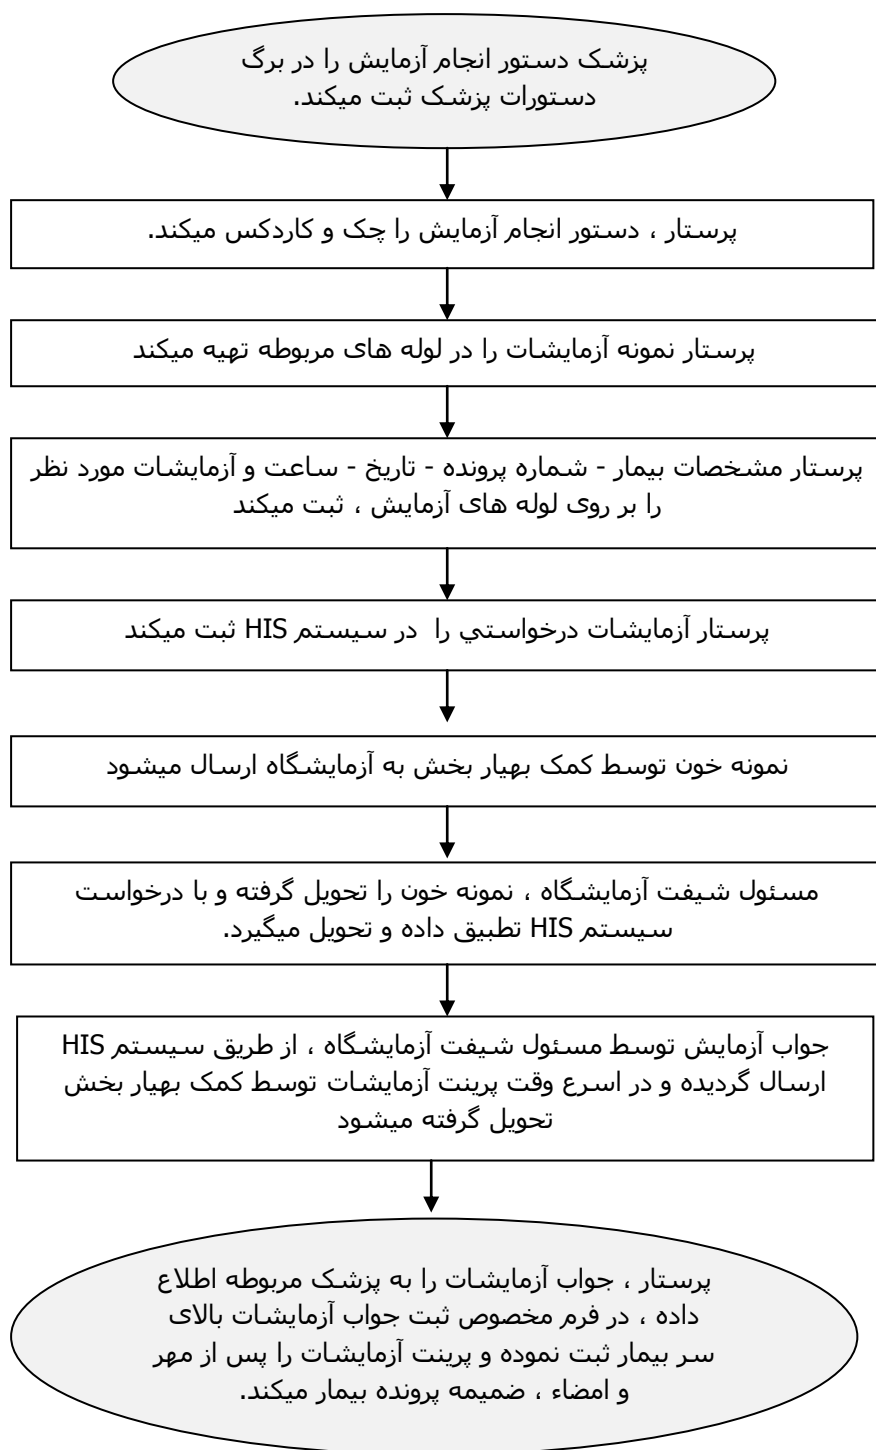 پزشک دستور انجام آزمایش را در برگ
دستورات پزشک ثبت میکند.
پرستار ، دستور انجام آزمایش را چک و کاردکس میکند.
پرستار نمونه آزمایشات را در لوله های مربوطه تهیه میکند
پرستار مشخصات بیمار - شماره پرونده - تاریخ - ساعت و آزمایشات مورد نظر
را بر روی لوله های آزمایش ، ثبت میکند
پرستار آزمایشات درخواستي را در سیستم HIS ثبت میکند
نمونه خون توسط کمک بهیار بخش به آزمایشگاه ارسال میشود
مسئول شیفت آزمایشگاه ، نمونه خون را تحویل گرفته و با درخواست
سیستم HIS تطبیق داده و تحویل میگیرد.
جواب آزمایش توسط مسئول شیفت آزمایشگاه ، از طریق سیستم HIS
ارسال گردیده و در اسرع وقت پرینت آزمایشات توسط کمک بهیار بخش
تحویل گرفته میشود
پرستار ، جواب آزمایشات را به پزشک مربوطه اطلاع
داده ، در فرم مخصوص ثبت جواب آزمایشات بالای
سر بیمار ثبت نموده و پرینت آزمایشات را پس از مهر
و امضاء ، ضمیمه پرونده بیمار میکند.